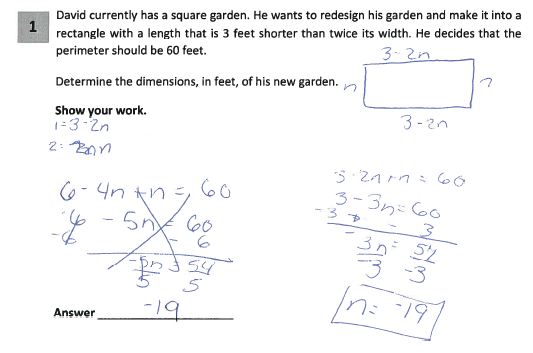 1
David currently has a square garden. He wants to redesign his garden and make it into a
rectangle with a length that is 3 feet shorter than twice its width. He decides that the
perimeter should be 60 feet.
Determine the dimensions, in feet, of his new garden.
3-2n
n
n
3-2n
Show your work.
1=3-2n
2= n
6-4n+n=60
6-5n=60
-6 -6
-5n=54
5 5
3-2n+n=60
3-3n=60
-3 -3
-3n=54
-3 -3
n=-19
Answer -19